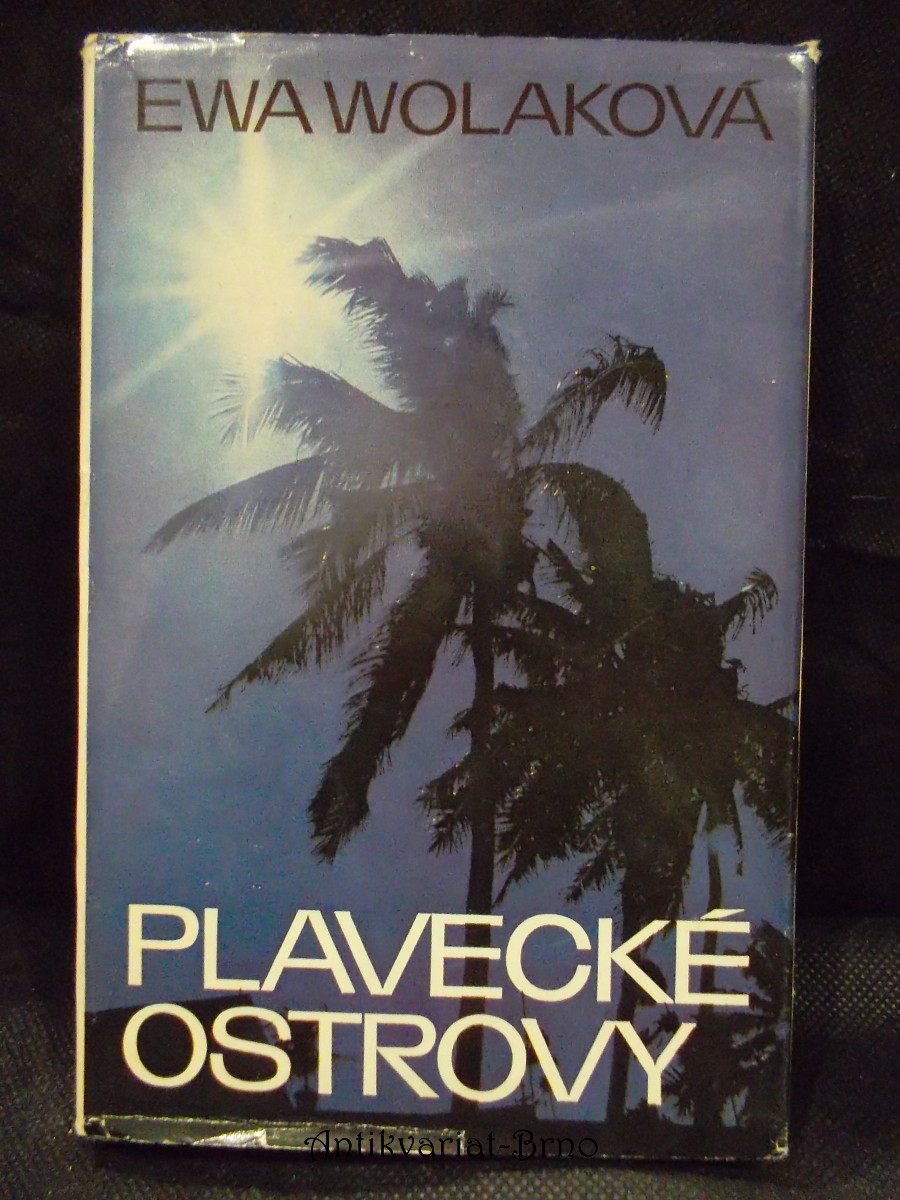 EWA WOLAKOVÁ
PLAVECKÉ
OSTROVY
Antikvariat-Brno